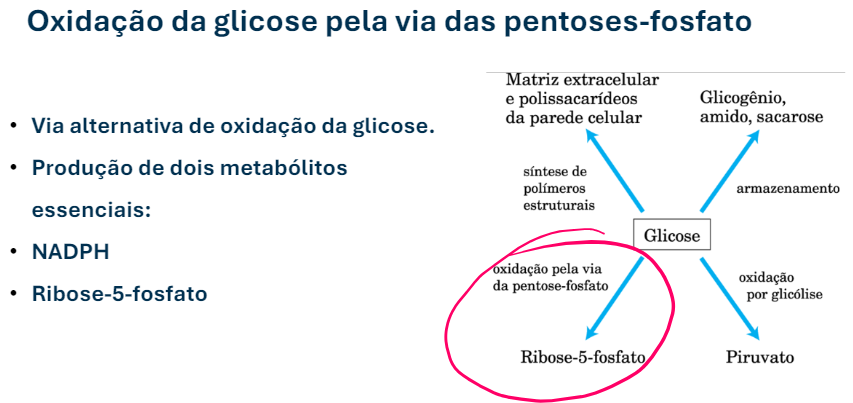 Oxidação da glicose pela via das pentoses-fosfato
• Via alternativa de oxidação da glicose.
• Produção de dois metabólitos
essenciais:
• NADPH
• Ribose-5-fosfato
Matriz extracelular
e polissacarídeos
da parede celular
Glicogênio,
amido, sacarose
síntese de
polímeros
estruturais
armazenamento
Glicose
oxidação pela via
da pentose-fosfato
oxidação
por glicólise
Ribose-5-fosfato
Piruvato